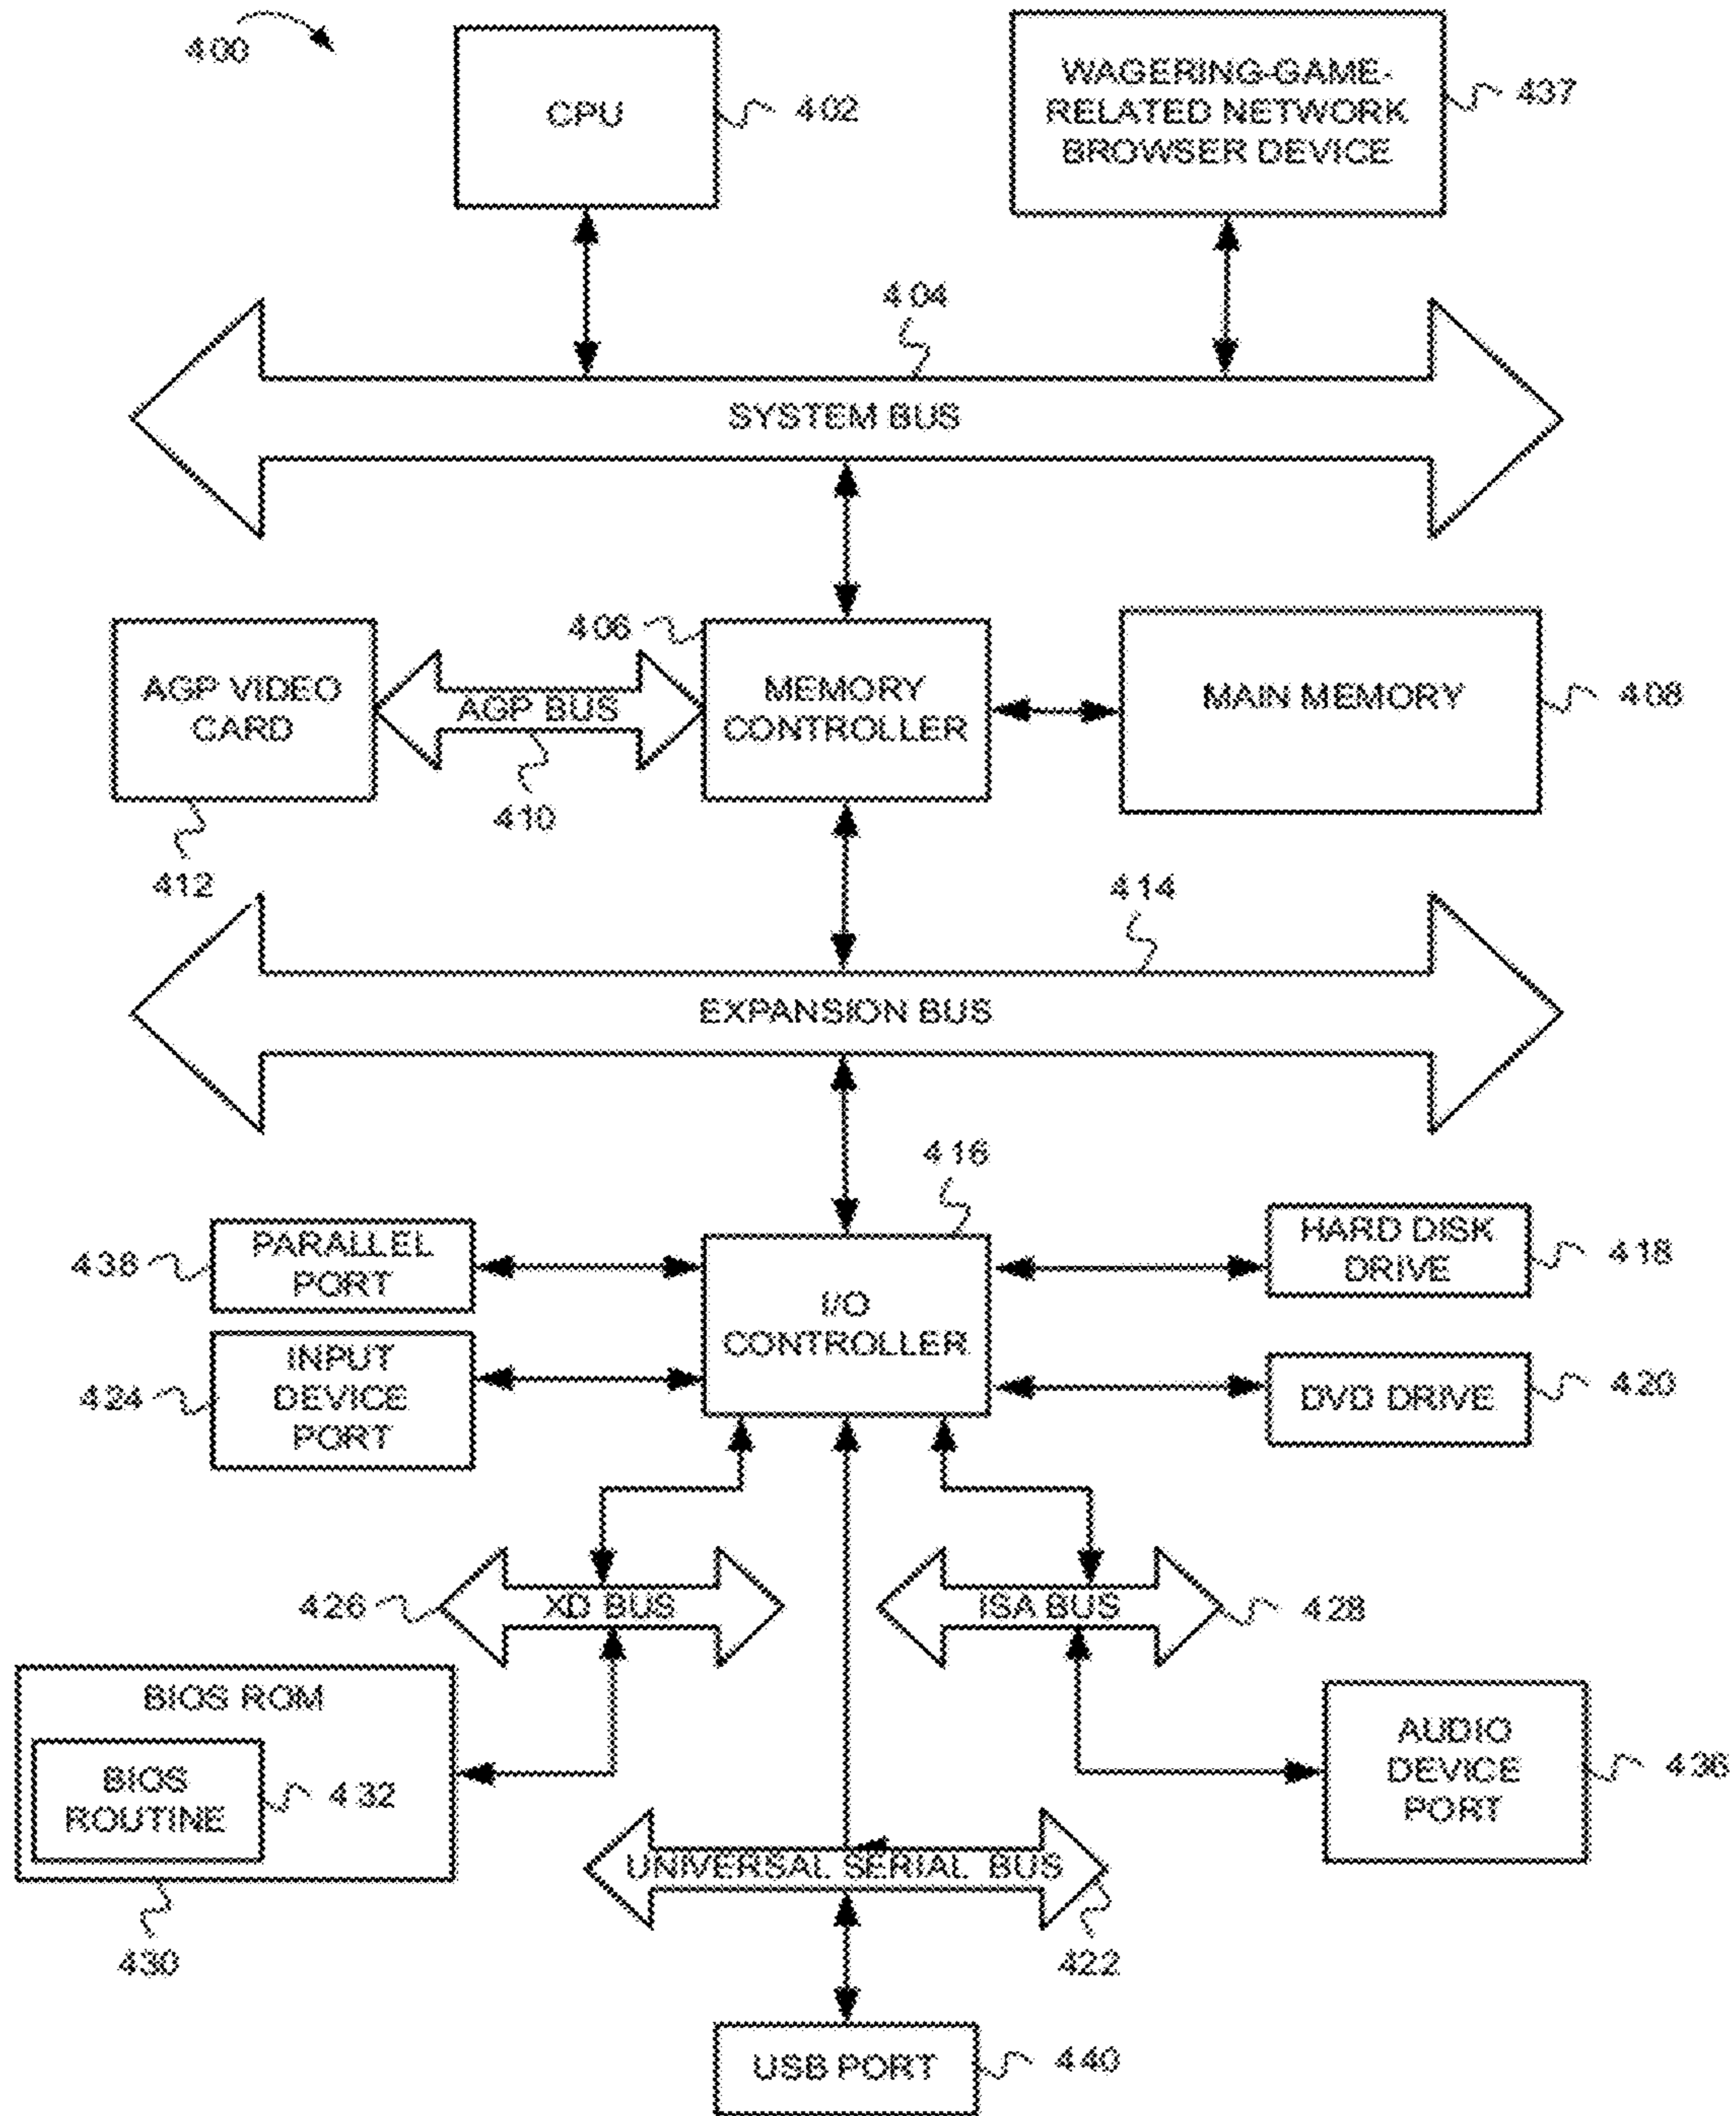 400
CPU
402
WAGERING-GAME-
RELATED NETWORK
BROWSER DEVICE
437
404
SYSTEM BUS
AGP VIDEO
CARD
412
AGP BUS
410
406
MEMORY
CONTROLLER
MAIN MEMORY
408
414
EXPANSION BUS
416
438
PARALLEL
PORT
I/O
CONTROLLER
HARD DISK
DRIVE
418
424
INPUT
DEVICE
PORT
DVD DRIVE
420
426
XD BUS
ISA BUS
428
BIOS ROM
BIOS
ROUTINE
432
430
AUDIO
DEVICE
PORT
436
UNIVERSAL SERIAL BUS
422
USB PORT
440